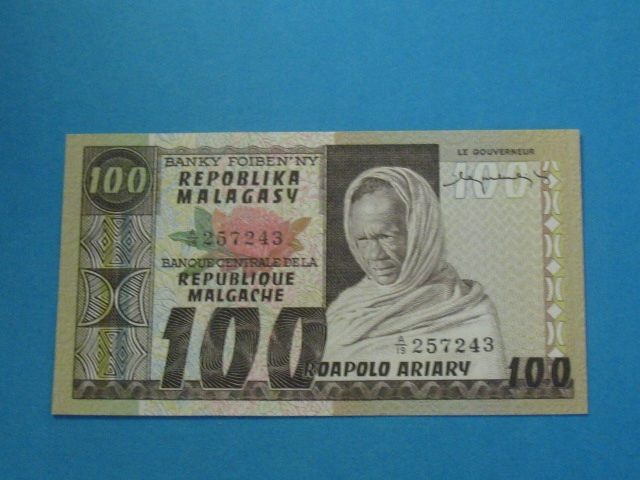 100
BANKY FOIBEN'NY
REPOBLIKA
MALAGASY
A/19 257243
BANQUE CENTRALE DE LA
REPUBLIQUE
MALGACHE
100
ROAPOLO ARIARY
LE GOUVERNEUR
100
A/19 257243
100